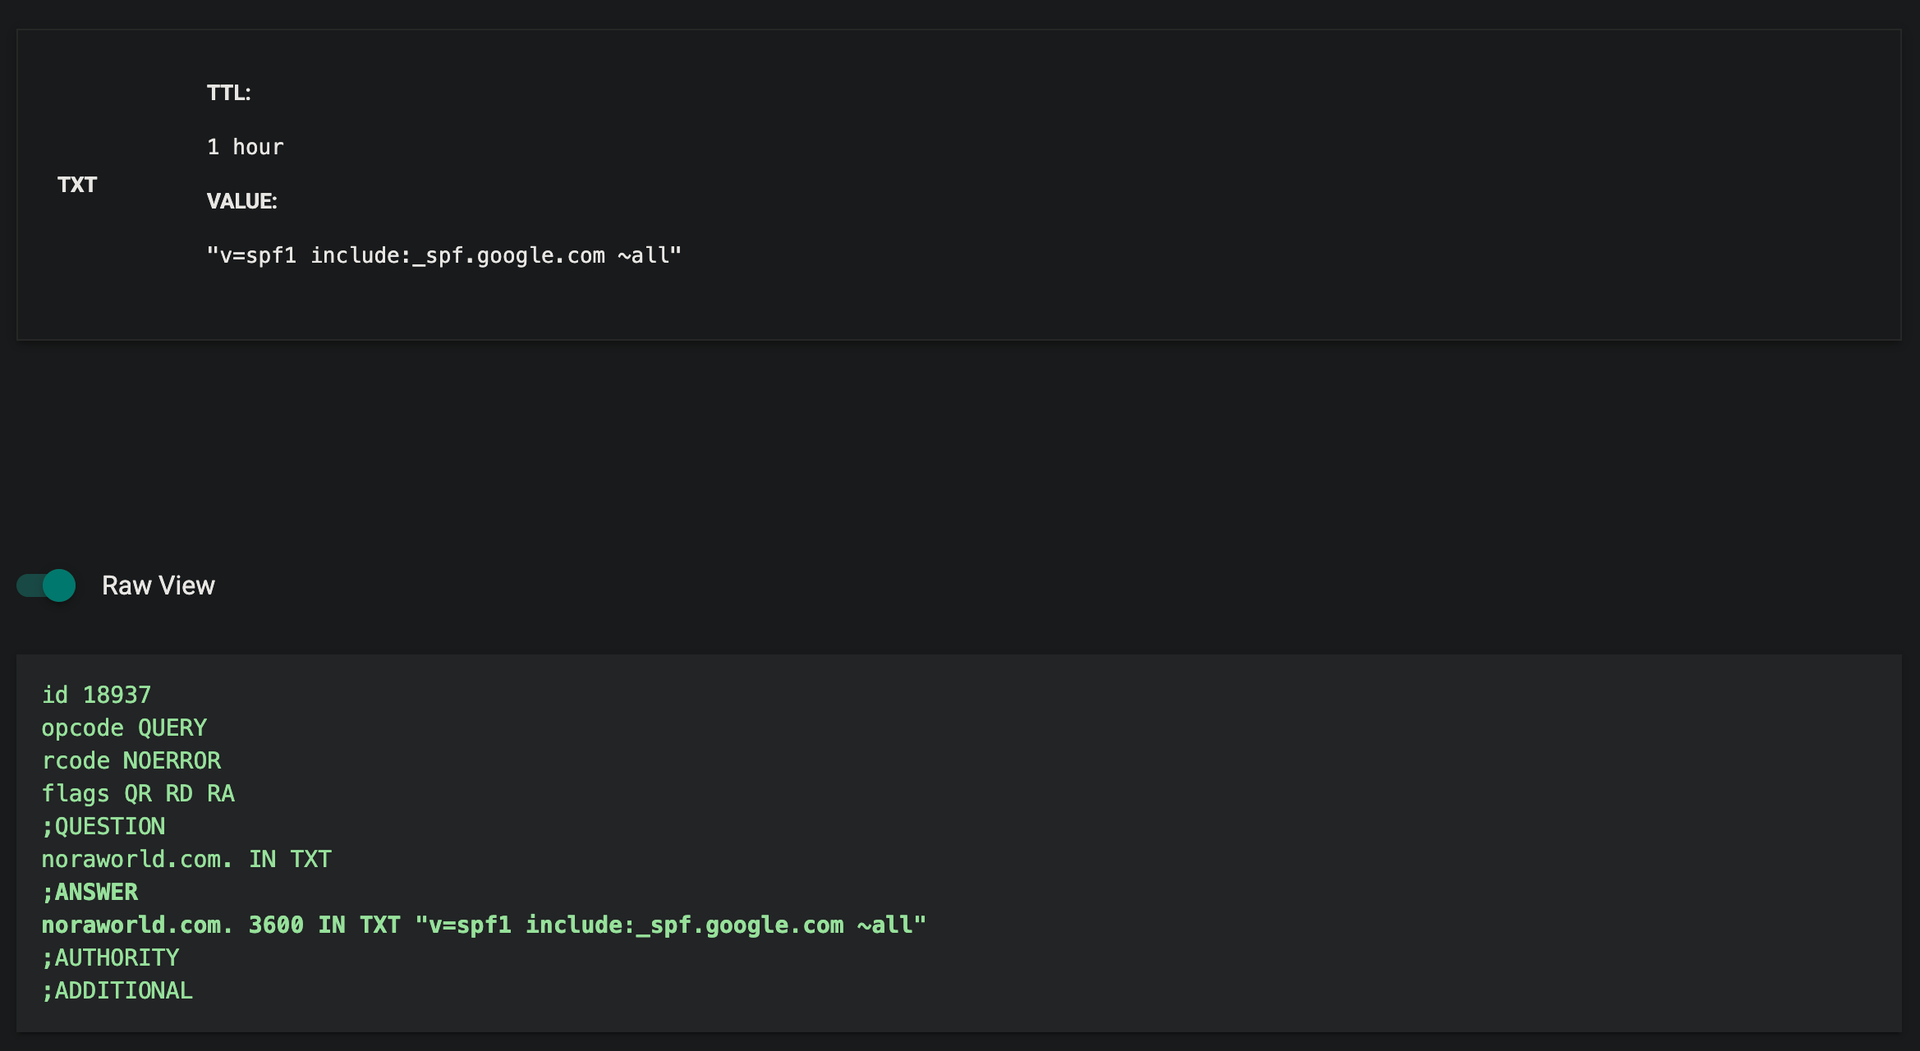 TXT
TTL:
1 hour
VALUE:
"v=spf1 include:_spf.google.com ~all"
Raw View
id 18937
opcode QUERY
rcode NOERROR
flags QR RD RA
;QUESTION
noraworld.com. IN TXT
;ANSWER
noraworld.com. 3600 IN TXT "v=spf1 include:_spf.google.com ~all"
;AUTHORITY
;ADDITIONAL